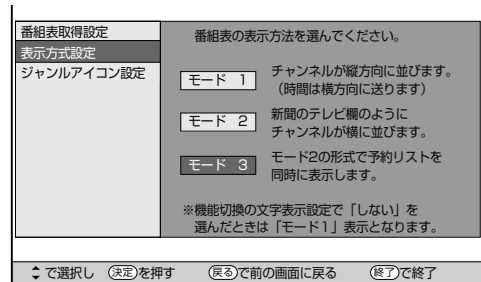 番組表取得設定
表示方式設定
ジャンルアイコン設定
番組表の表示方法を選んでください。
モード 1
チャンネルが縦方向に並びます。
（時間は横方向に送ります）
モード 2
新聞のテレビ欄のように
チャンネルが横に並びます。
モード 3
モード2の形式で予約リストを
同時に表示します。
※機能切換の文字表示設定で「しない」を
選んだときは「モード1」表示となります。
で選択し 決定を押す 戻るで前の画面に戻る 終了で終了